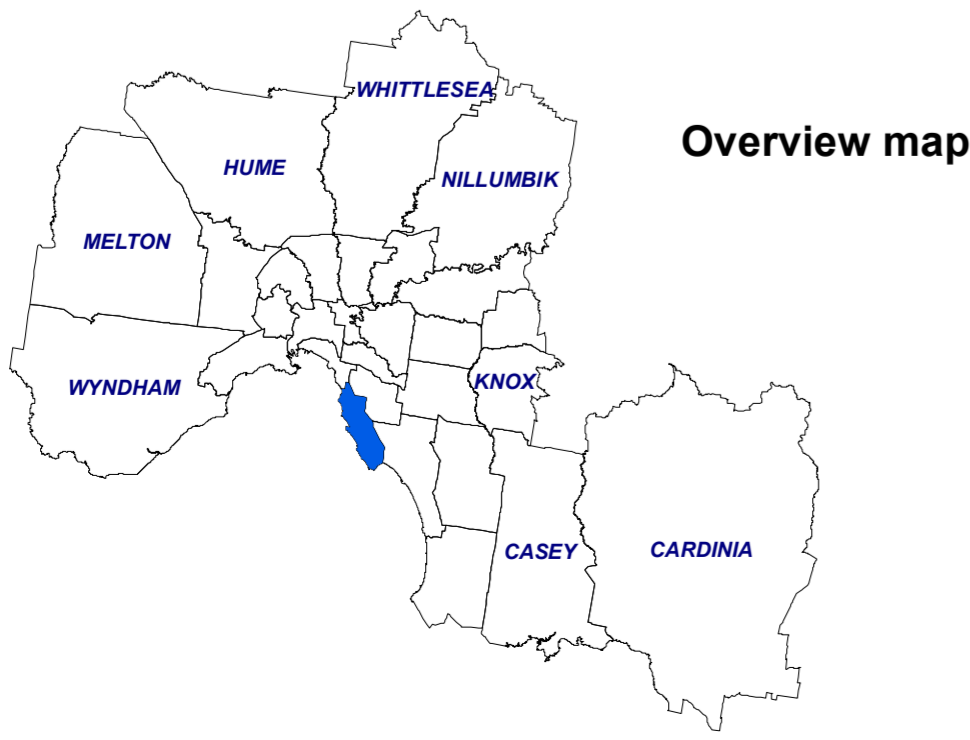 WHITTLESEA
Overview map
HUME
NILLUMBIK
MELTON
WYNDHAM
KNOX
CASEY
CARDINIA